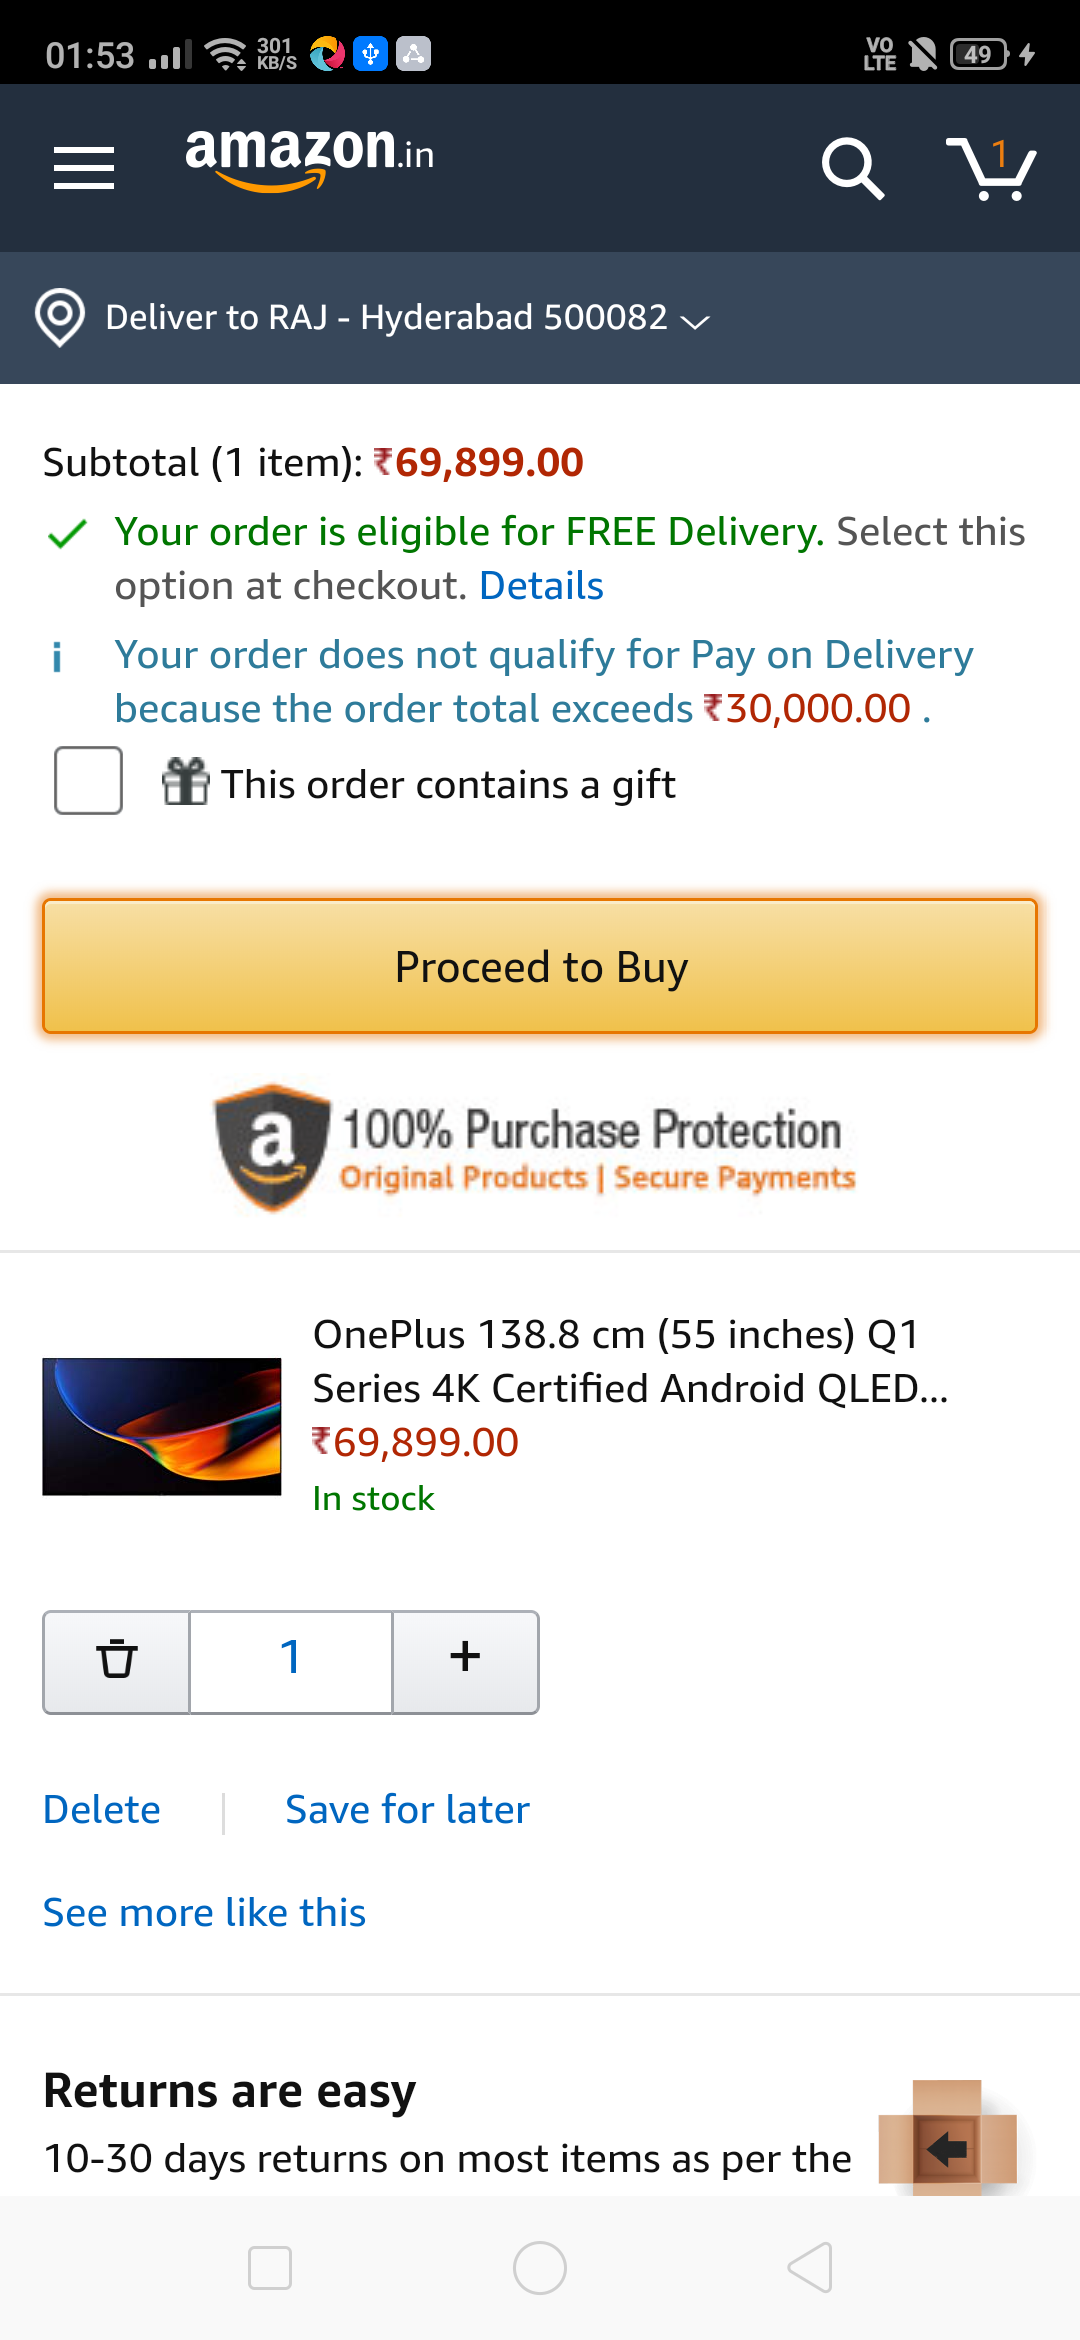 01:53 301 KB/S VO LTE 49
amazon.in 1
Deliver to RAJ - Hyderabad 500082
Subtotal (1 item): ₹69,899.00
Your order is eligible for FREE Delivery. Select this
option at checkout. Details
i Your order does not qualify for Pay on Delivery
because the order total exceeds ₹30,000.00 .
This order contains a gift
Proceed to Buy
a 100% Purchase Protection
Original Products | Secure Payments
OnePlus 138.8 cm (55 inches) Q1
Series 4K Certified Android QLED...
₹69,899.00
In stock
1 +
Delete | Save for later
See more like this
Returns are easy
10-30 days returns on most items as per the